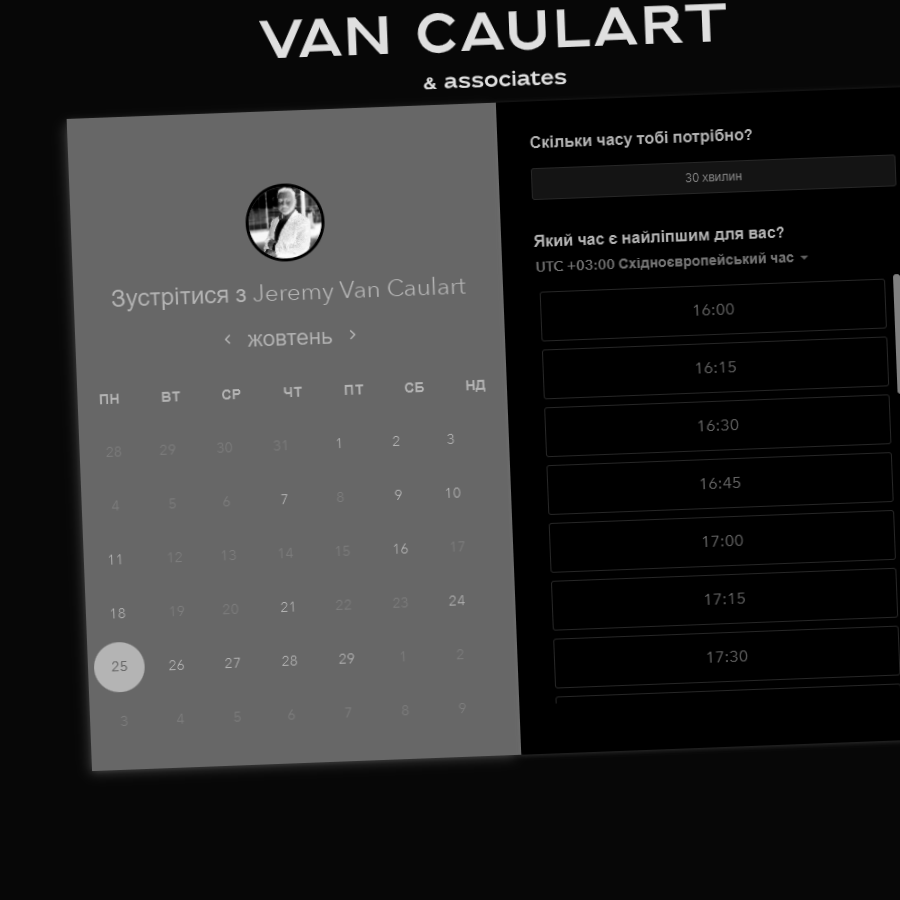 VAN CAULART
& associates
Зустрітися з Jeremy Van Caulart
‹ жовтень ›
ПН ВТ СР ЧТ ПТ СБ НД
28 29 30 31 1 2 3
4 5 6 7 8 9 10
11 12 13 14 15 16 17
18 19 20 21 22 23 24
25 26 27 28 29 1 2
3 4 5 6 7 8 9
Скільки часу тобі потрібно?
30 хвилин
Який час є найліпшим для вас?
UTC +03:00 Східноєвропейський час
16:00
16:15
16:30
16:45
17:00
17:15
17:30